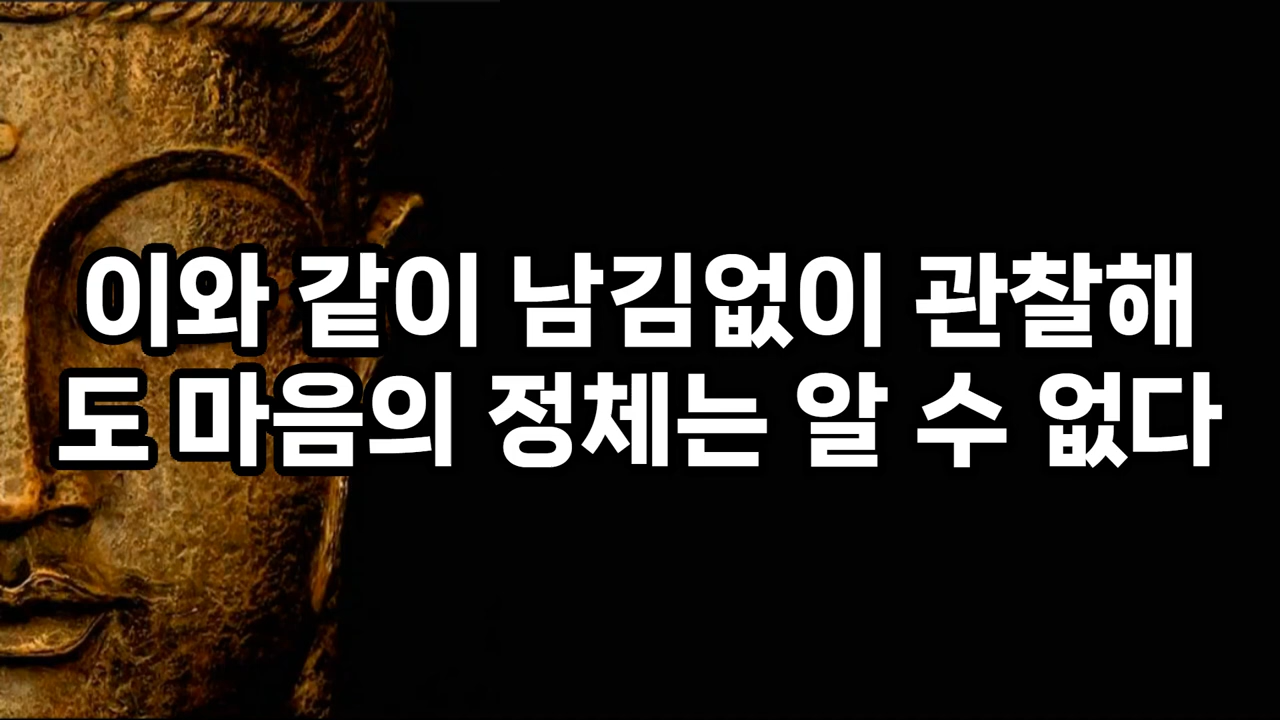 이와 같이 남김없이 관찰해
도 마음의 정체는 알 수 없다